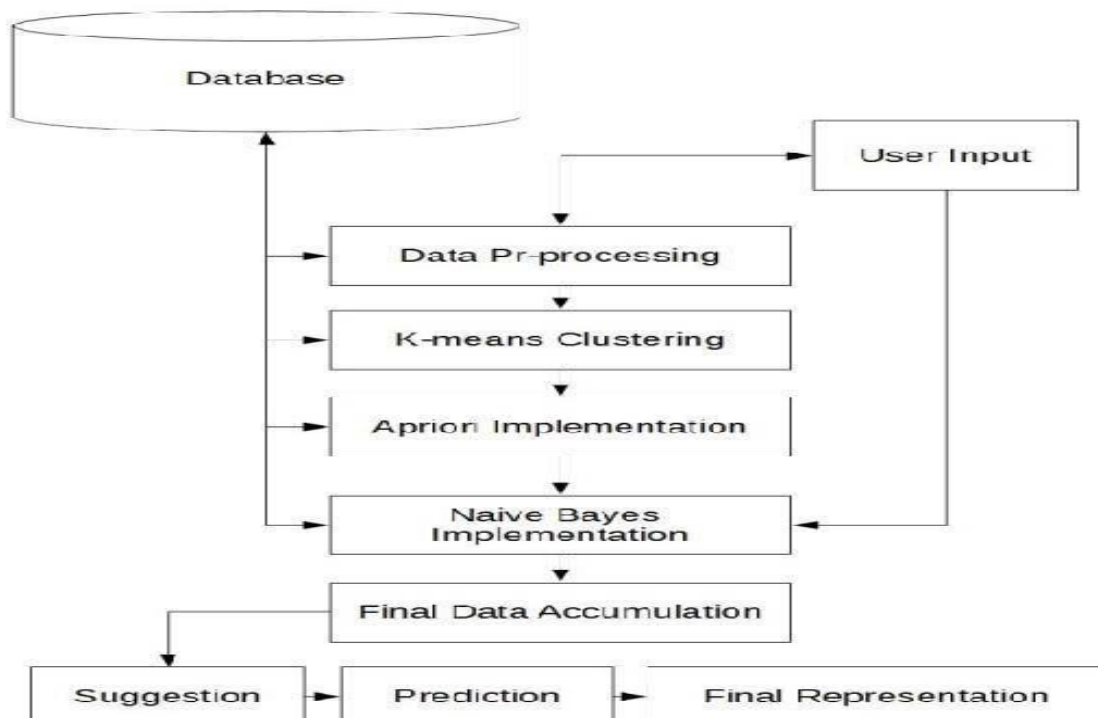 Database
User Input
Data Pr-processing
K-means Clustering
Apriori Implementation
Naive Bayes
Implementation
Final Data Accumulation
Suggestion
Prediction
Final Representation